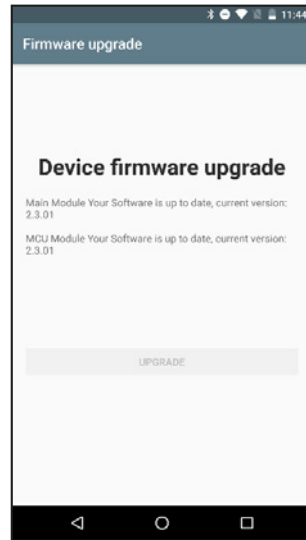 11:44
Firmware upgrade
Device firmware upgrade
Main Module Your Software is up to date, current version:
2.3.01
MCU Module Your Software is up to date, current version:
2.3.01
UPGRADE